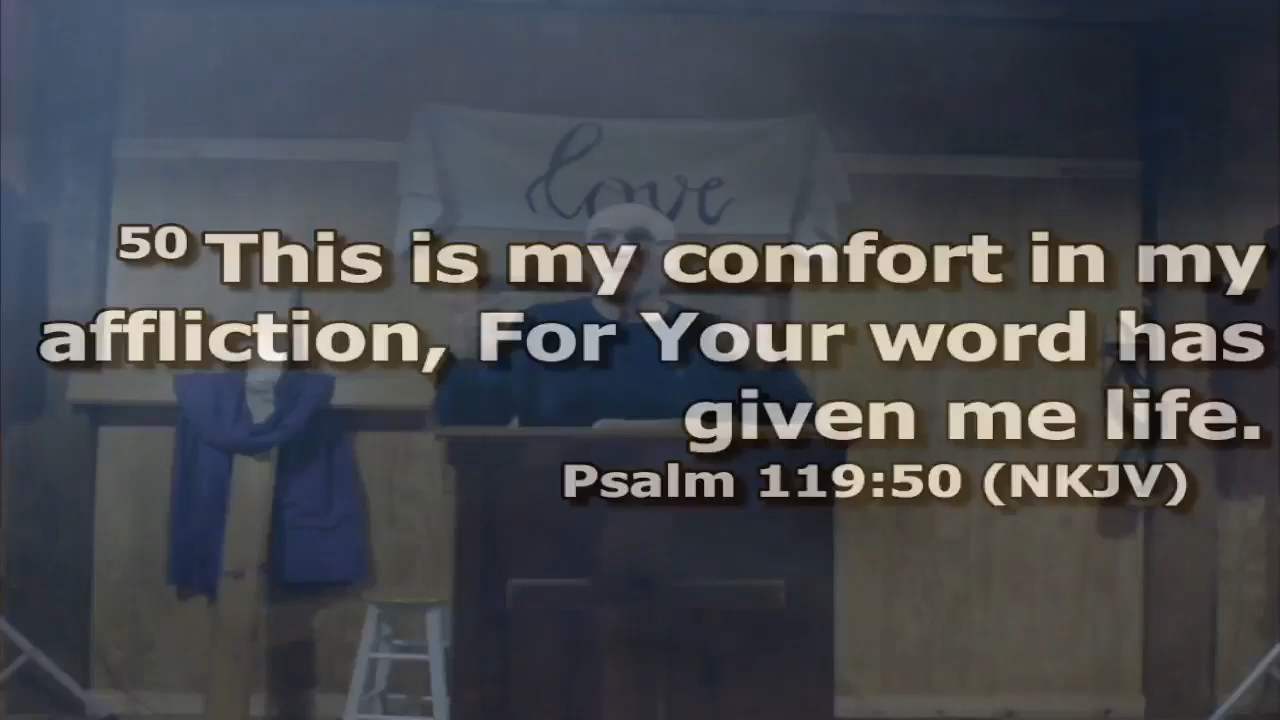 love
50 This is my comfort in my
affliction, For Your word has
given me life.
Psalm 119:50 (NKJV)